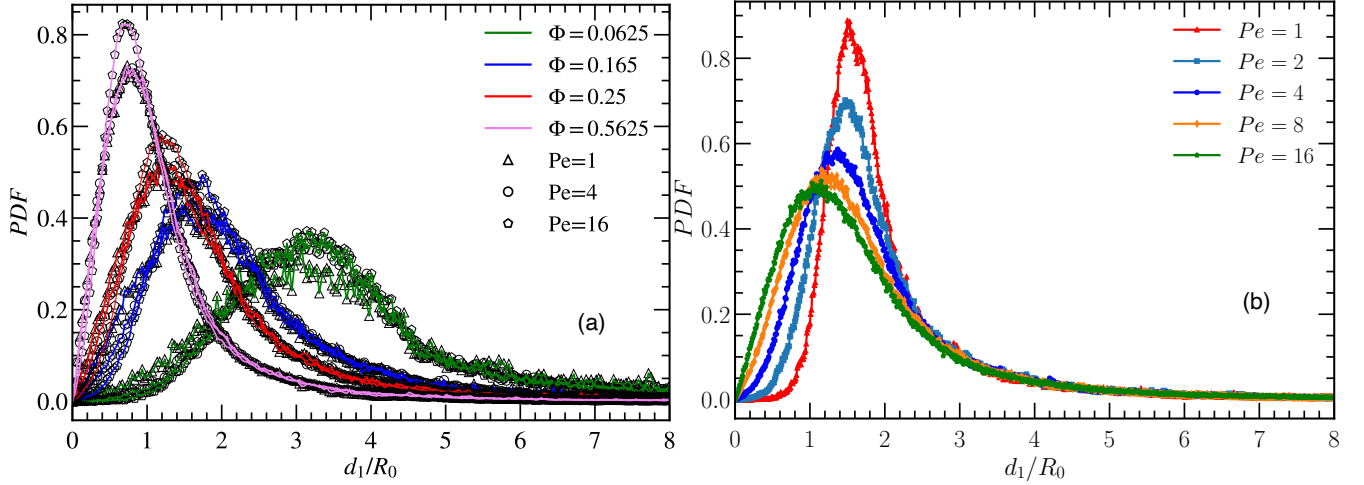 PDF
0.8
0.6
0.4
0.2
0.0
0 1 2 3 4 5 6 7 8
d₁/R₀
Φ=0.0625
Φ=0.165
Φ=0.25
Φ=0.5625
Pe=1
Pe=4
Pe=16
(a)
PDF
0.8
0.6
0.4
0.2
0.0
0 1 2 3 4 5 6 7 8
d₁/R₀
Pe = 1
Pe = 2
Pe = 4
Pe = 8
Pe = 16
(b)